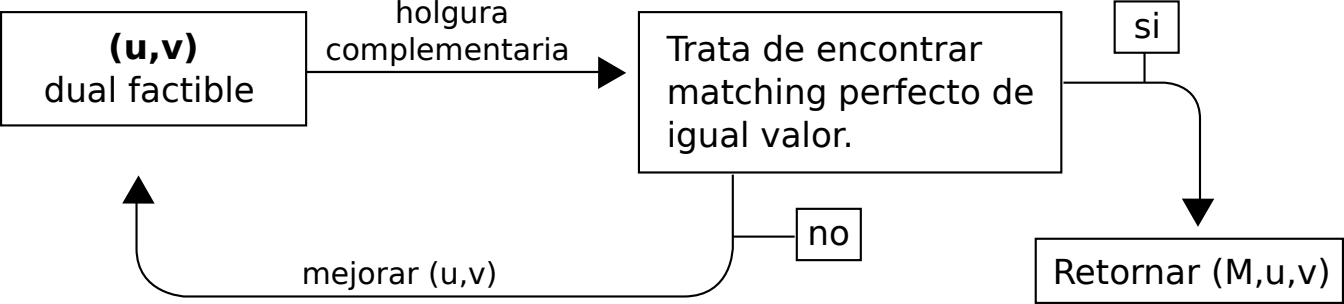 (u,v)
dual factible
holgura
complementaria
Trata de encontrar
matching perfecto de
igual valor.
si
no
mejorar (u,v)
Retornar (M,u,v)